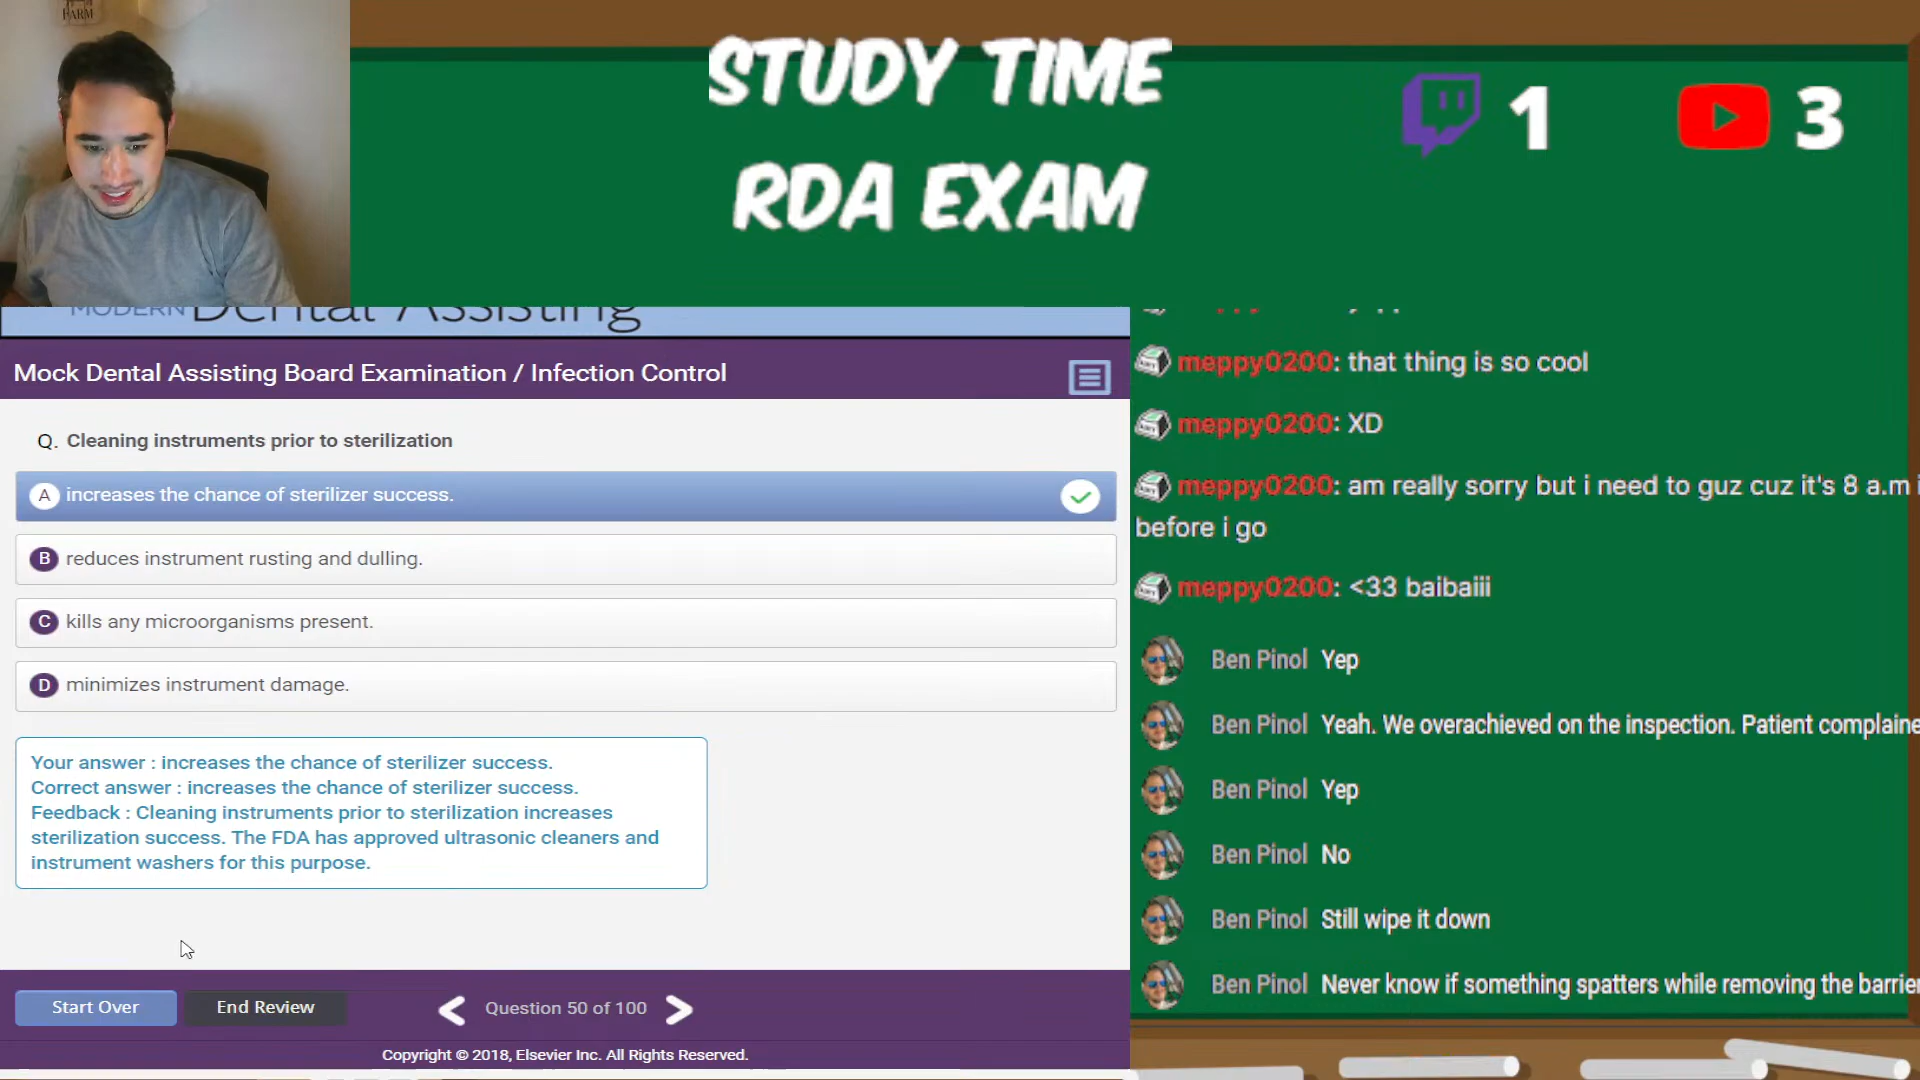 FARM
STUDY TIME
RDA EXAM
1
3
MODERN Dental Assisting
Mock Dental Assisting Board Examination / Infection Control
Q. Cleaning instruments prior to sterilization
A increases the chance of sterilizer success.
B reduces instrument rusting and dulling.
C kills any microorganisms present.
D minimizes instrument damage.
Your answer : increases the chance of sterilizer success.
Correct answer : increases the chance of sterilizer success.
Feedback : Cleaning instruments prior to sterilization increases
sterilization success. The FDA has approved ultrasonic cleaners and
instrument washers for this purpose.
Start Over
End Review
Question 50 of 100
Copyright © 2018, Elsevier Inc. All Rights Reserved.
meppy0200: that thing is so cool
meppy0200: XD
meppy0200: am really sorry but i need to guz cuz it's 8 a.m i
before i go
meppy0200: <33 baibaiii
Ben Pinol Yep
Ben Pinol Yeah. We overachieved on the inspection. Patient complaine
Ben Pinol Yep
Ben Pinol No
Ben Pinol Still wipe it down
Ben Pinol Never know if something spatters while removing the barrier